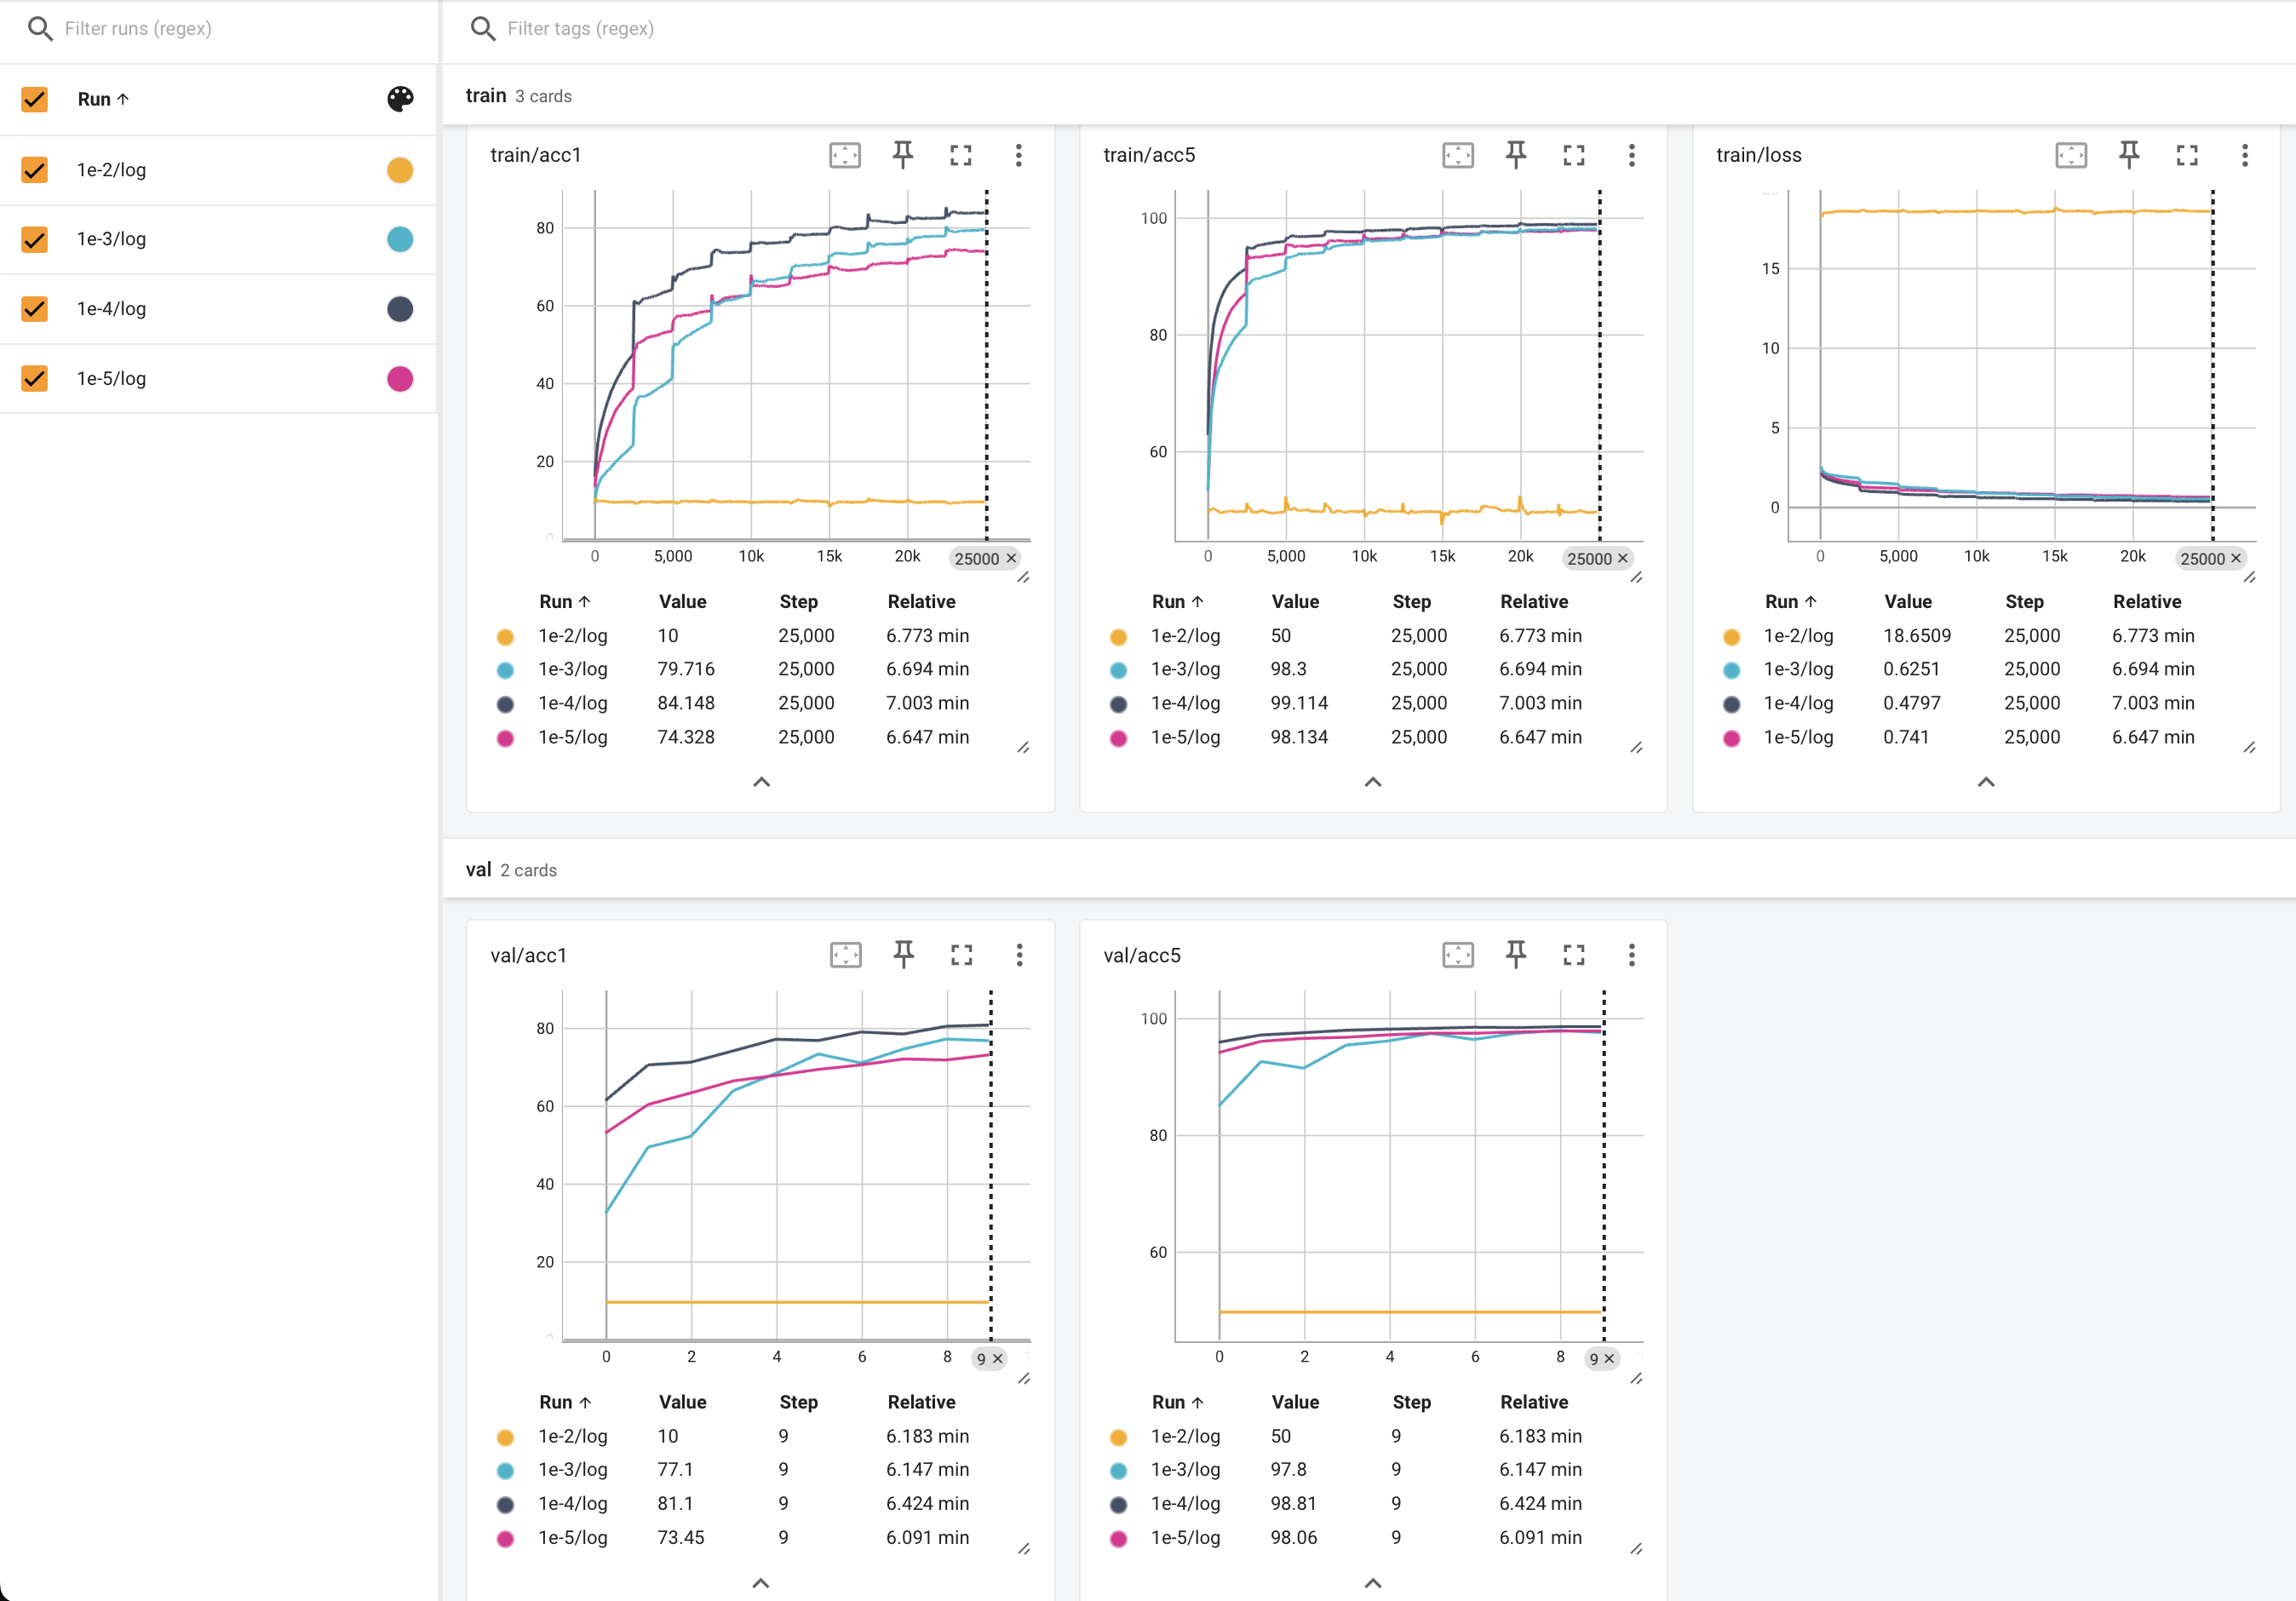 Filter runs (regex)
Filter tags (regex)
Run ↑
1e-2/log
1e-3/log
1e-4/log
1e-5/log
train 3 cards
train/acc1
80
60
40
20
0
0 5,000 10k 15k 20k 25000 ×
Run ↑ Value Step Relative
1e-2/log 10 25,000 6.773 min
1e-3/log 79.716 25,000 6.694 min
1e-4/log 84.148 25,000 7.003 min
1e-5/log 74.328 25,000 6.647 min
train/acc5
100
80
60
0 5,000 10k 15k 20k 25000 ×
Run ↑ Value Step Relative
1e-2/log 50 25,000 6.773 min
1e-3/log 98.3 25,000 6.694 min
1e-4/log 99.114 25,000 7.003 min
1e-5/log 98.134 25,000 6.647 min
train/loss
20
15
10
5
0
0 5,000 10k 15k 20k 25000 ×
Run ↑ Value Step Relative
1e-2/log 18.6509 25,000 6.773 min
1e-3/log 0.6251 25,000 6.694 min
1e-4/log 0.4797 25,000 7.003 min
1e-5/log 0.741 25,000 6.647 min
val 2 cards
val/acc1
80
60
40
20
0
0 2 4 6 8 9 ×
Run ↑ Value Step Relative
1e-2/log 10 9 6.183 min
1e-3/log 77.1 9 6.147 min
1e-4/log 81.1 9 6.424 min
1e-5/log 73.45 9 6.091 min
val/acc5
100
80
60
0 2 4 6 8 9 ×
Run ↑ Value Step Relative
1e-2/log 50 9 6.183 min
1e-3/log 97.8 9 6.147 min
1e-4/log 98.81 9 6.424 min
1e-5/log 98.06 9 6.091 min